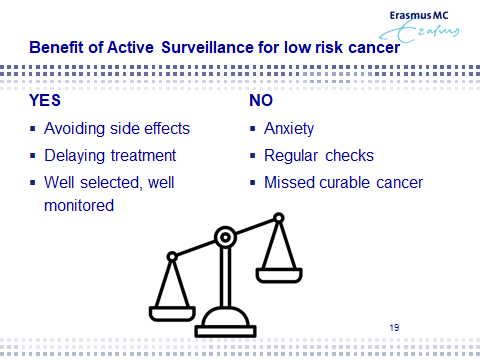 Erasmus MC
Erasmus
Benefit of Active Surveillance for low risk cancer
YES
Avoiding side effects
Delaying treatment
Well selected, well
monitored
NO
Anxiety
Regular checks
Missed curable cancer
19